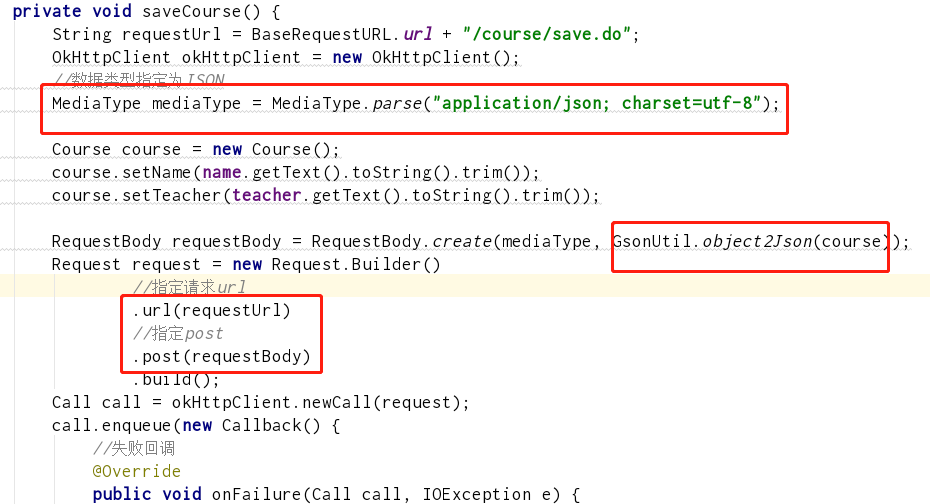 private void saveCourse() {
String requestUrl = BaseRequestURL.url + "/course/save.do";
OkHttpClient okHttpClient = new OkHttpClient();
//数据类型指定为JSON
MediaType mediaType = MediaType.parse("application/json; charset=utf-8");
Course course = new Course();
course.setName(name.getText().toString().trim());
course.setTeacher(teacher.getText().toString().trim());
RequestBody requestBody = RequestBody.create(mediaType, GsonUtil.object2Json(course));
Request request = new Request.Builder()
//指定请求url
.url(requestUrl)
//指定post
.post(requestBody)
.build();
Call call = okHttpClient.newCall(request);
call.enqueue(new Callback() {
//失败回调
@Override
public void onFailure(Call call, IOException e) {